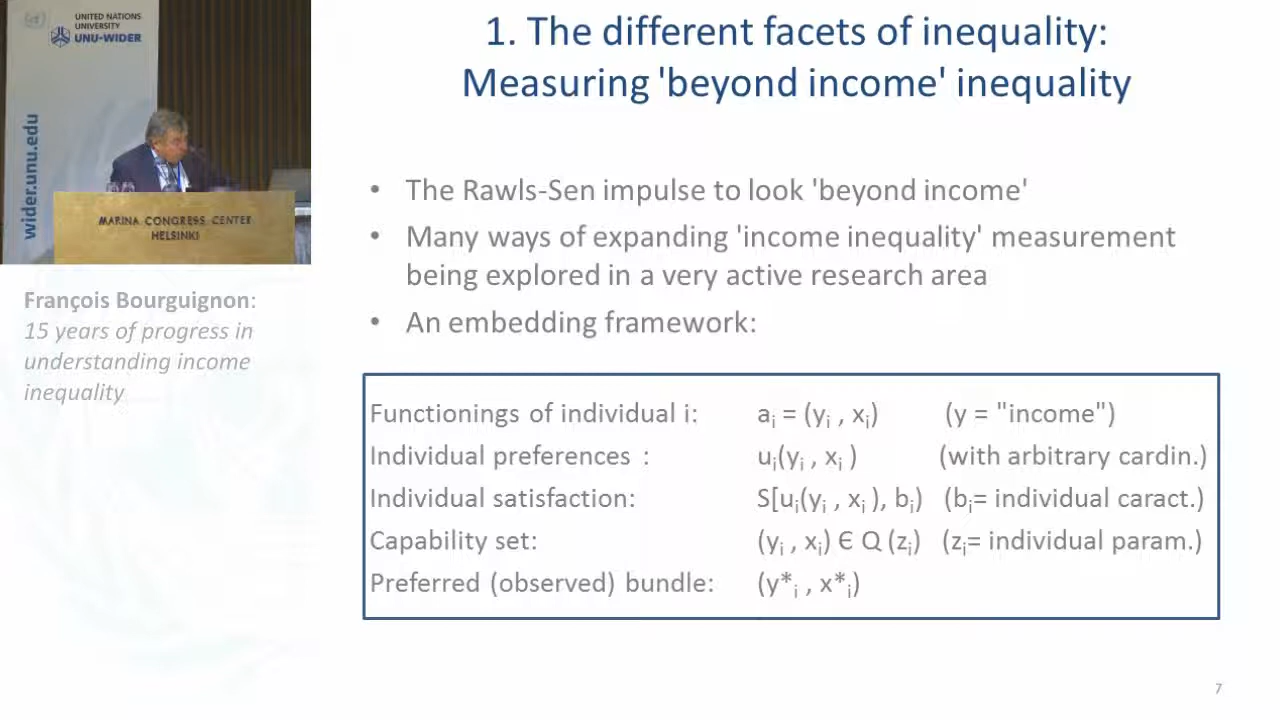 UNITED NATIONS
UNIVERSITY
UNU-WIDER
wider.unu.edu
MARINA CONGRESS CENTER
HELSINKI
François Bourguignon:
15 years of progress in
understanding income
inequality
1. The different facets of inequality:
Measuring 'beyond income' inequality
• The Rawls-Sen impulse to look 'beyond income'
• Many ways of expanding 'income inequality' measurement
being explored in a very active research area
• An embedding framework:
Functionings of individual i: aᵢ = (yᵢ , xᵢ) (y = "income")
Individual preferences : uᵢ(yᵢ , xᵢ ) (with arbitrary cardin.)
Individual satisfaction: S[uᵢ(yᵢ , xᵢ ), bᵢ) (bᵢ= individual caract.)
Capability set: (yᵢ , xᵢ) Є Q (zᵢ) (zᵢ= individual param.)
Preferred (observed) bundle: (y*ᵢ , x*ᵢ)
7